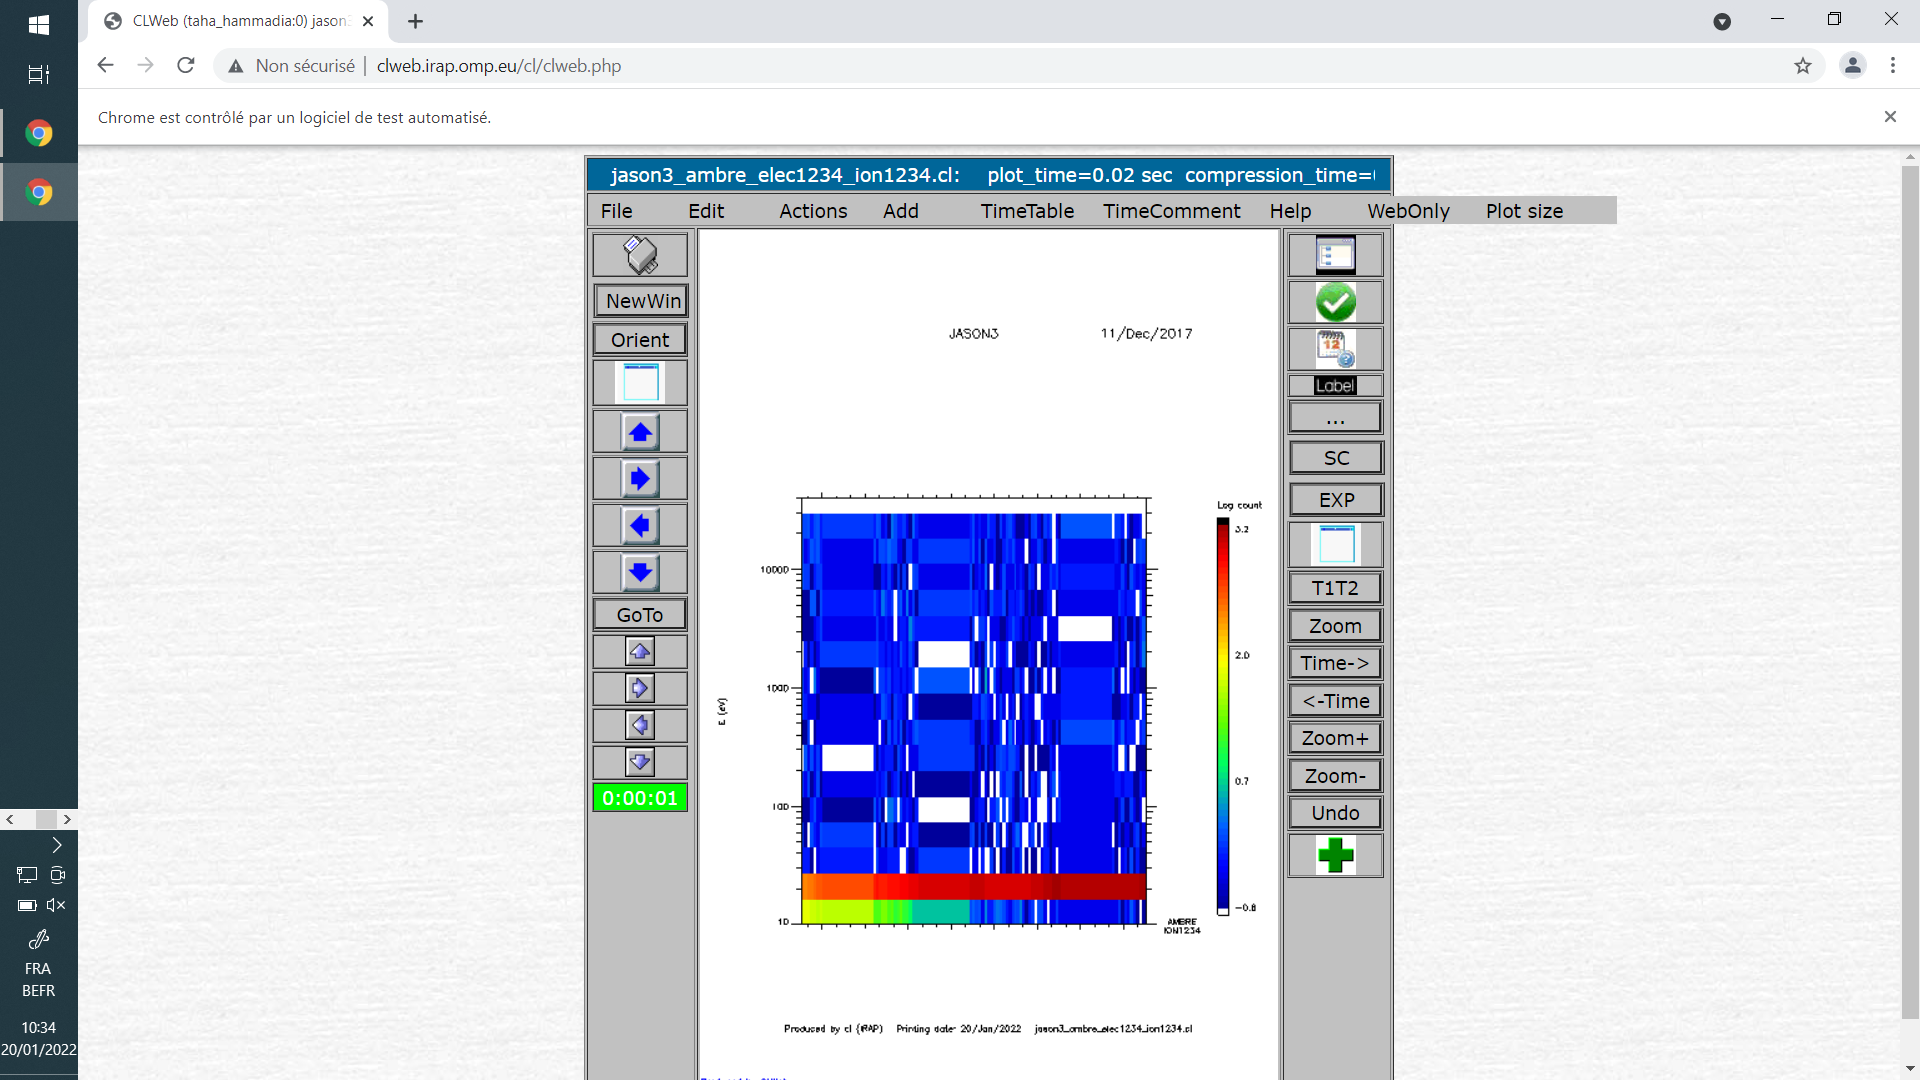 CLWeb (taha_hammadia:0) jason3
Non sécurisé | clweb.irap.omp.eu/cl/clweb.php
Chrome est contrôlé par un logiciel de test automatisé.
jason3_ambre_elec1234_ion1234.cl: plot_time=0.02 sec compression_time=
File Edit Actions Add TimeTable TimeComment Help WebOnly Plot size
NewWin
Orient
GoTo
0:00:01
JASON3 11/Dec/2017
Log count
3.2
2.0
0.7
-0.8
10000
1000
100
10
E (eV)
AMBRE
ION1234
Produced by cl (IRAP) Printing date: 20/Jan/2022 jason3_ambre_elec1234_ion1234.cl
12
Label
...
SC
EXP
T1T2
Zoom
Time->
<-Time
Zoom+
Zoom-
Undo
FRA
BEFR
10:34
20/01/2022